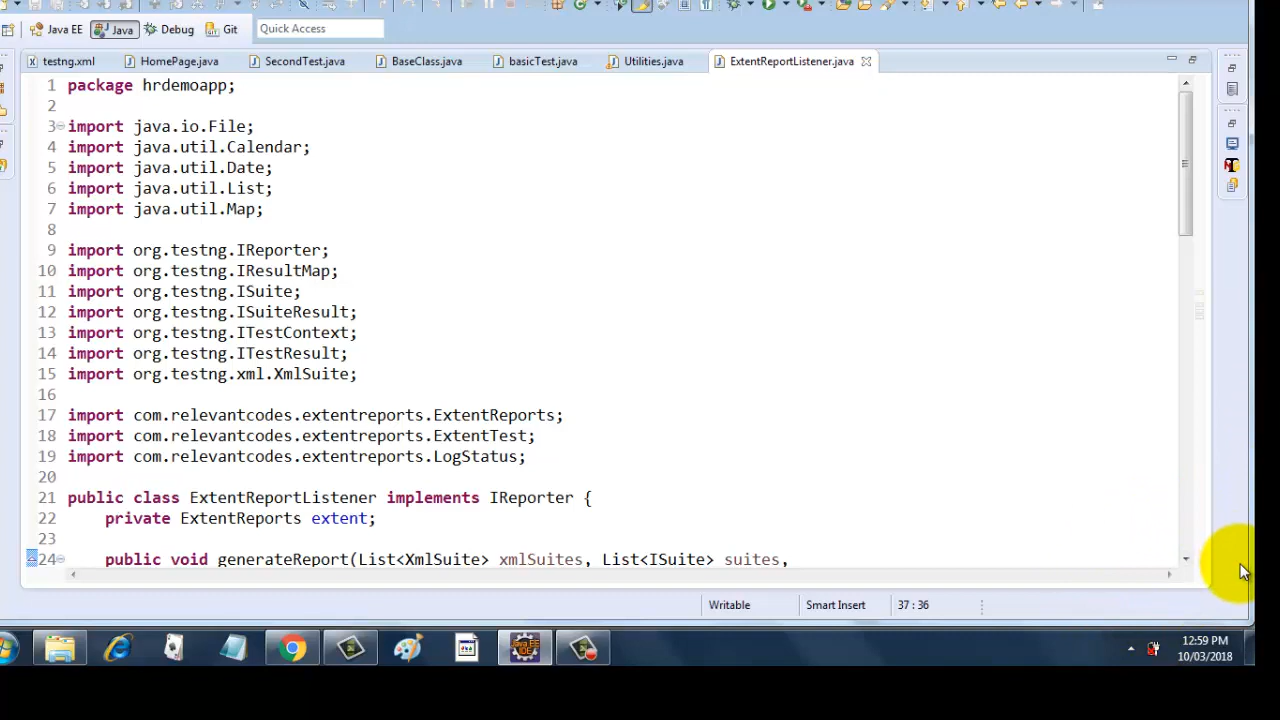 Java EE Java Debug Git Quick Access
testng.xml HomePage.java SecondTest.java BaseClass.java basicTest.java Utilities.java ExtentReportListener.java
1 package hrdemoapp;
2
3 import java.io.File;
4 import java.util.Calendar;
5 import java.util.Date;
6 import java.util.List;
7 import java.util.Map;
8
9 import org.testng.IReporter;
10 import org.testng.IResultMap;
11 import org.testng.ISuite;
12 import org.testng.ISuiteResult;
13 import org.testng.ITestContext;
14 import org.testng.ITestResult;
15 import org.testng.xml.XmlSuite;
16
17 import com.relevantcodes.extentreports.ExtentReports;
18 import com.relevantcodes.extentreports.ExtentTest;
19 import com.relevantcodes.extentreports.LogStatus;
20
21 public class ExtentReportListener implements IReporter {
22 private ExtentReports extent;
23
24 public void generateReport(List<XmlSuite> xmlSuites, List<ISuite> suites,
Writable Smart Insert 37 : 36
12:59 PM
10/03/2018